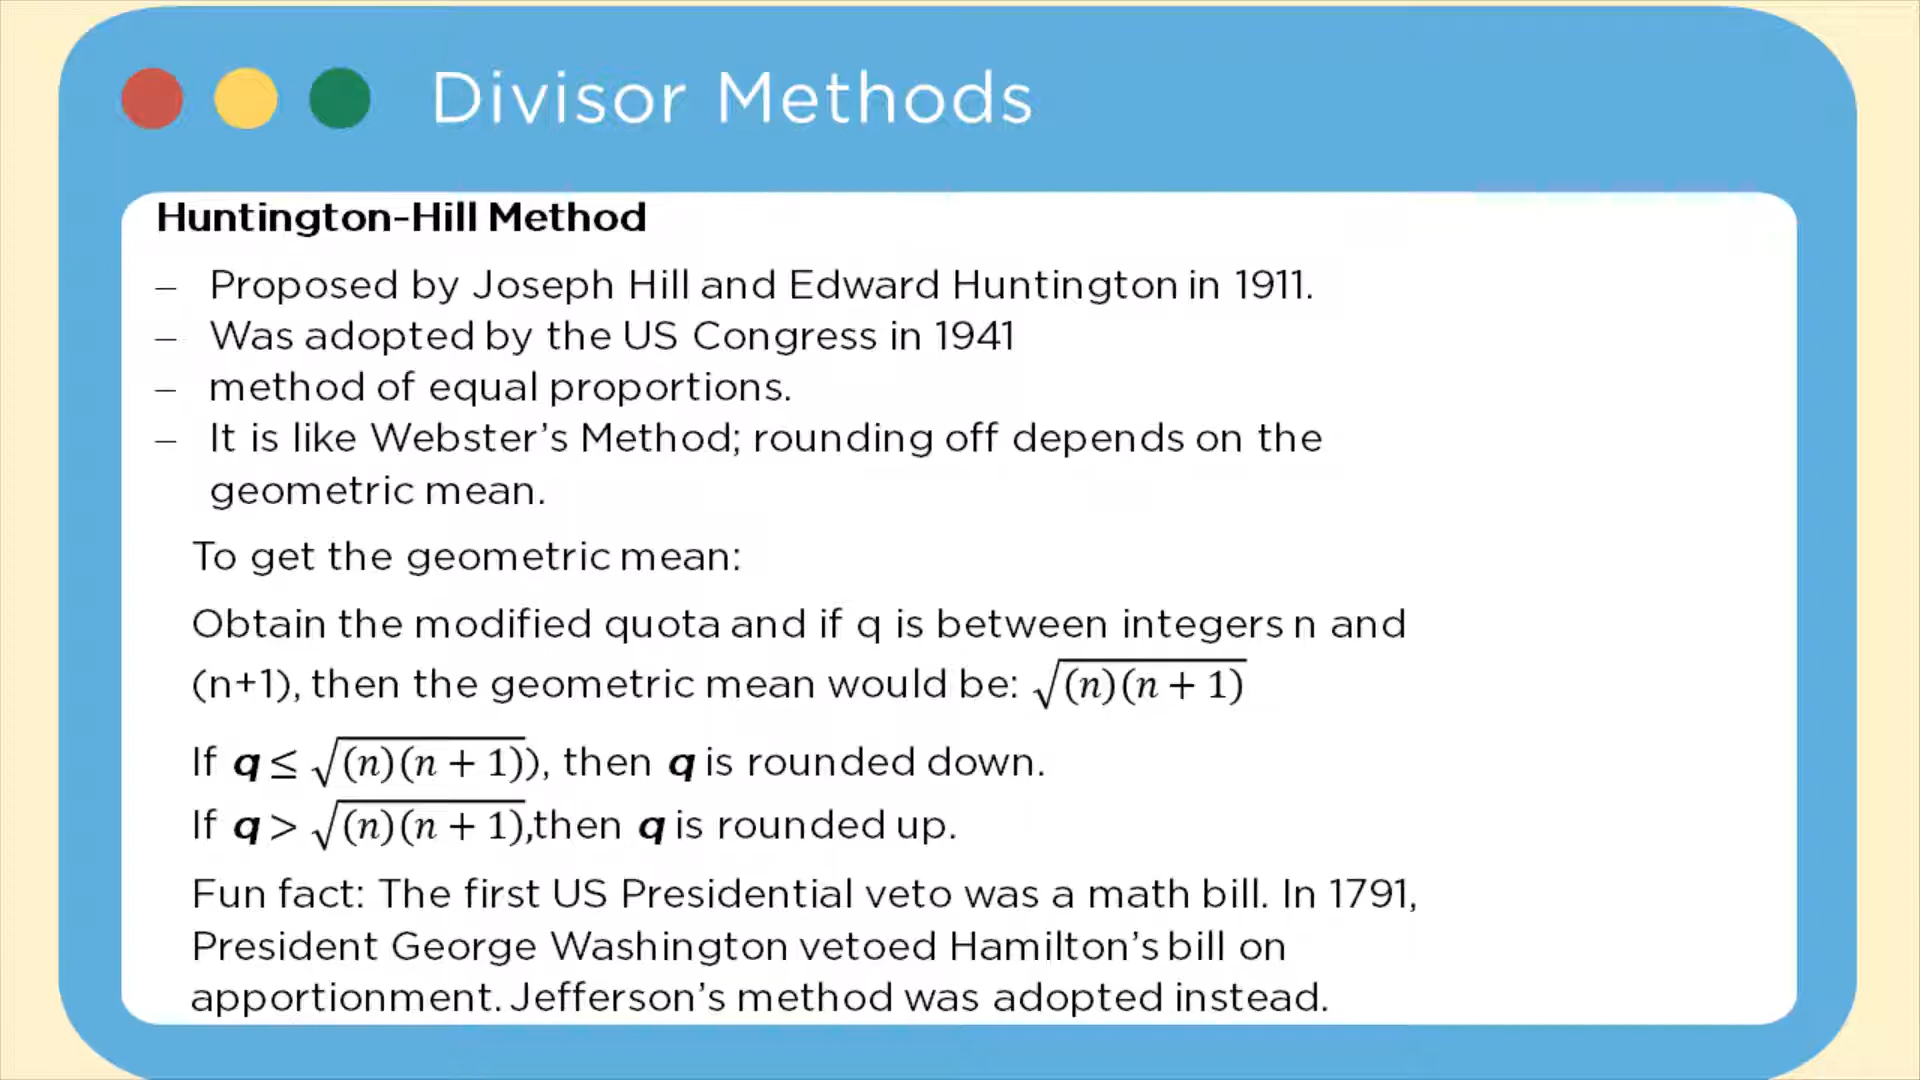 Divisor Methods
Huntington-Hill Method
– Proposed by Joseph Hill and Edward Huntington in 1911.
– Was adopted by the US Congress in 1941
– method of equal proportions.
– It is like Webster’s Method; rounding off depends on the
geometric mean.
To get the geometric mean:
Obtain the modified quota and if q is between integers n and
(n+1), then the geometric mean would be: √(n)(n + 1)
If q ≤ √(n)(n + 1)), then q is rounded down.
If q > √(n)(n + 1),then q is rounded up.
Fun fact: The first US Presidential veto was a math bill. In 1791,
President George Washington vetoed Hamilton’s bill on
apportionment. Jefferson’s method was adopted instead.